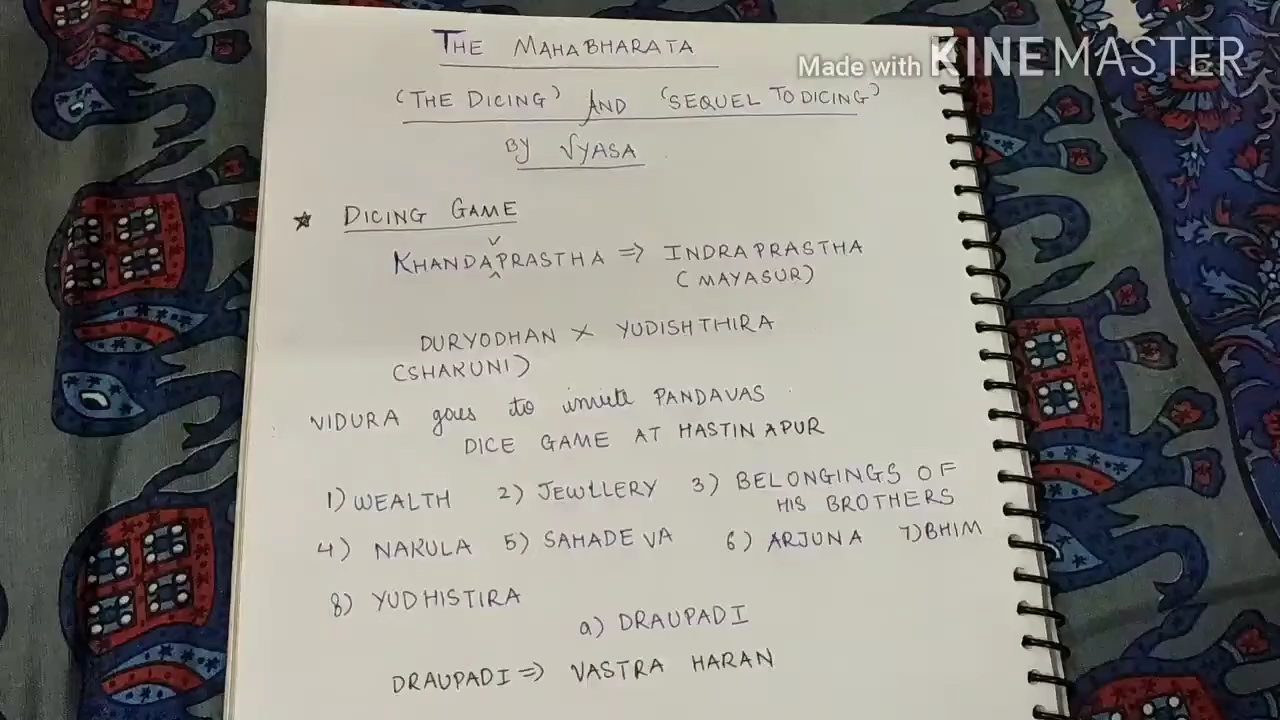 THE MAHABHARATA
Made with KINEMASTER
(THE DICING) AND (SEQUEL TO DICING)
BY VYASA
★ DICING GAME
KHANDAVPRASTHA => INDRAPRASTHA
(MAYASUR)
DURYODHAN X YUDISHTHIRA
(SHAKUNI)
VIDURA goes to invite PANDAVAS
DICE GAME AT HASTINAPUR
1) WEALTH 2) JEWLLERY 3) BELONGINGS OF
HIS BROTHERS
4) NAKULA 5) SAHADEVA 6) ARJUNA 7) BHIM
8) YUDHISTIRA
a) DRAUPADI
DRAUPADI => VASTRA HARAN